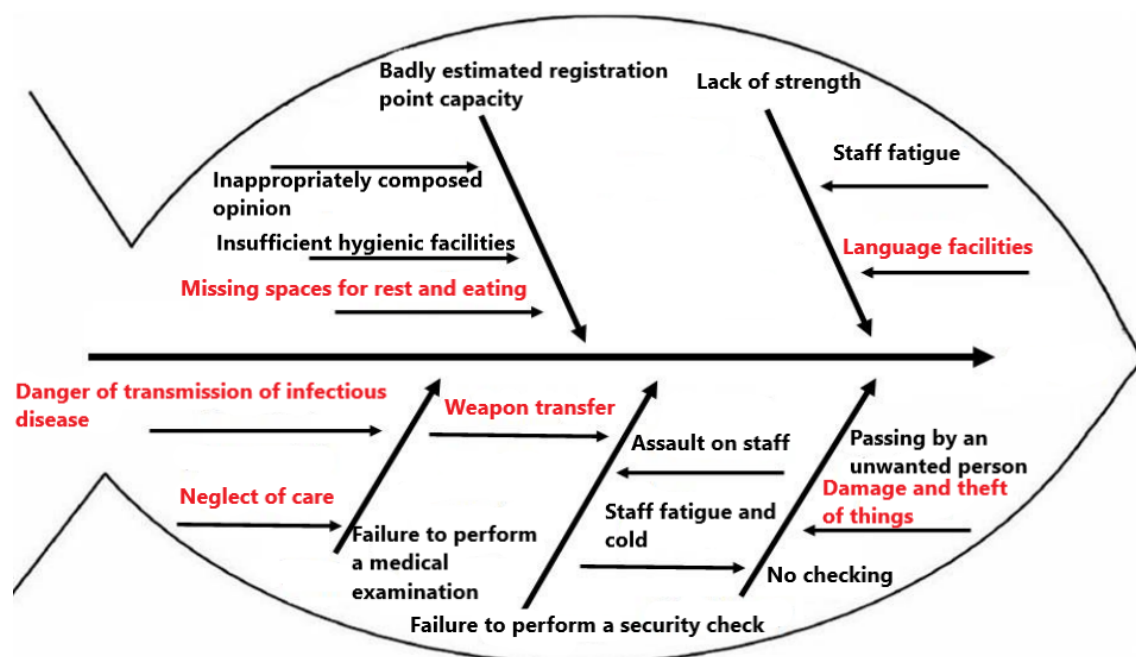 Badly estimated registration
point capacity
Lack of strength
Staff fatigue
Inappropriately composed
opinion
Insufficient hygienic facilities
Language facilities
Missing spaces for rest and eating
Danger of transmission of infectious
disease
Weapon transfer
Assault on staff
Passing by an
unwanted person
Neglect of care
Damage and theft
of things
Staff fatigue and
cold
Failure to perform
a medical
examination
No checking
Failure to perform a security check